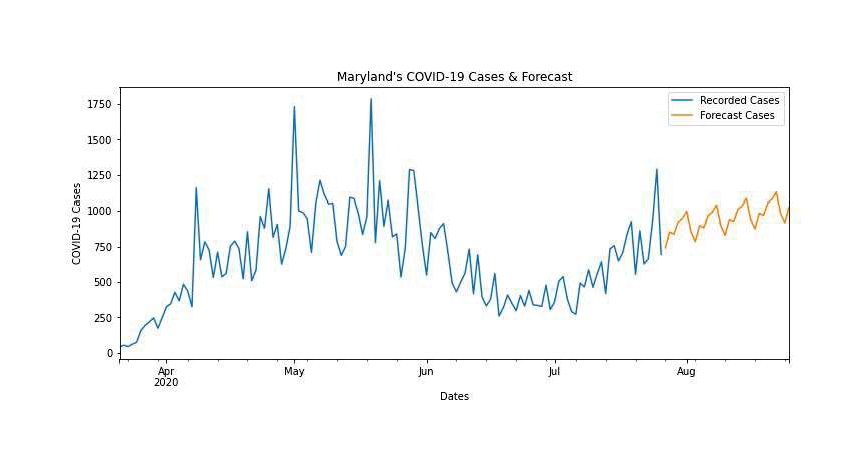 Maryland's COVID-19 Cases & Forecast
Recorded Cases
Forecast Cases
COVID-19 Cases
1750
1500
1250
1000
750
500
250
0
Apr
2020
May
Jun
Jul
Aug
Dates